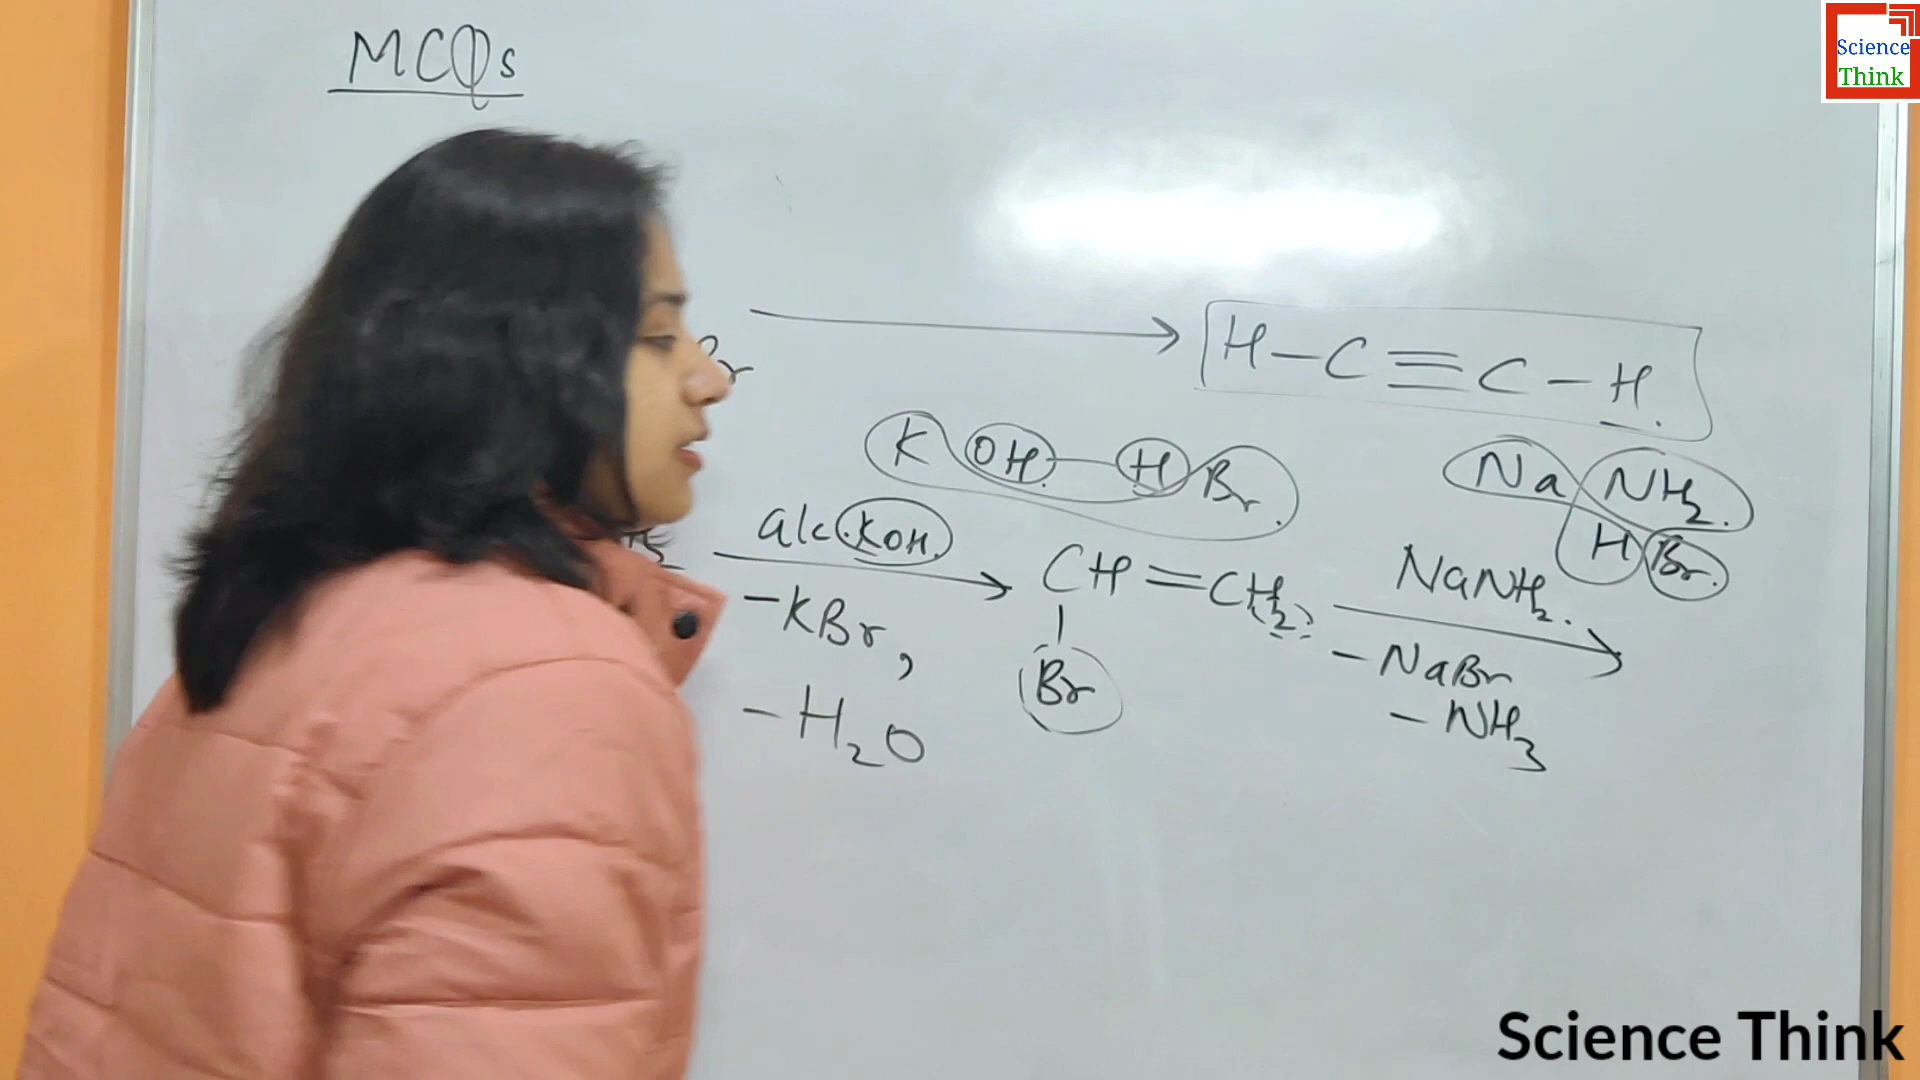 MCQs
Science
Think
H-C≡C-H.
K OH. H Br.
Na NH2.
H Br.
alc. KOH.
CH=CH2
NaNH2.
-KBr,
Br
-NaBr
-H2O
-NH3
Science Think